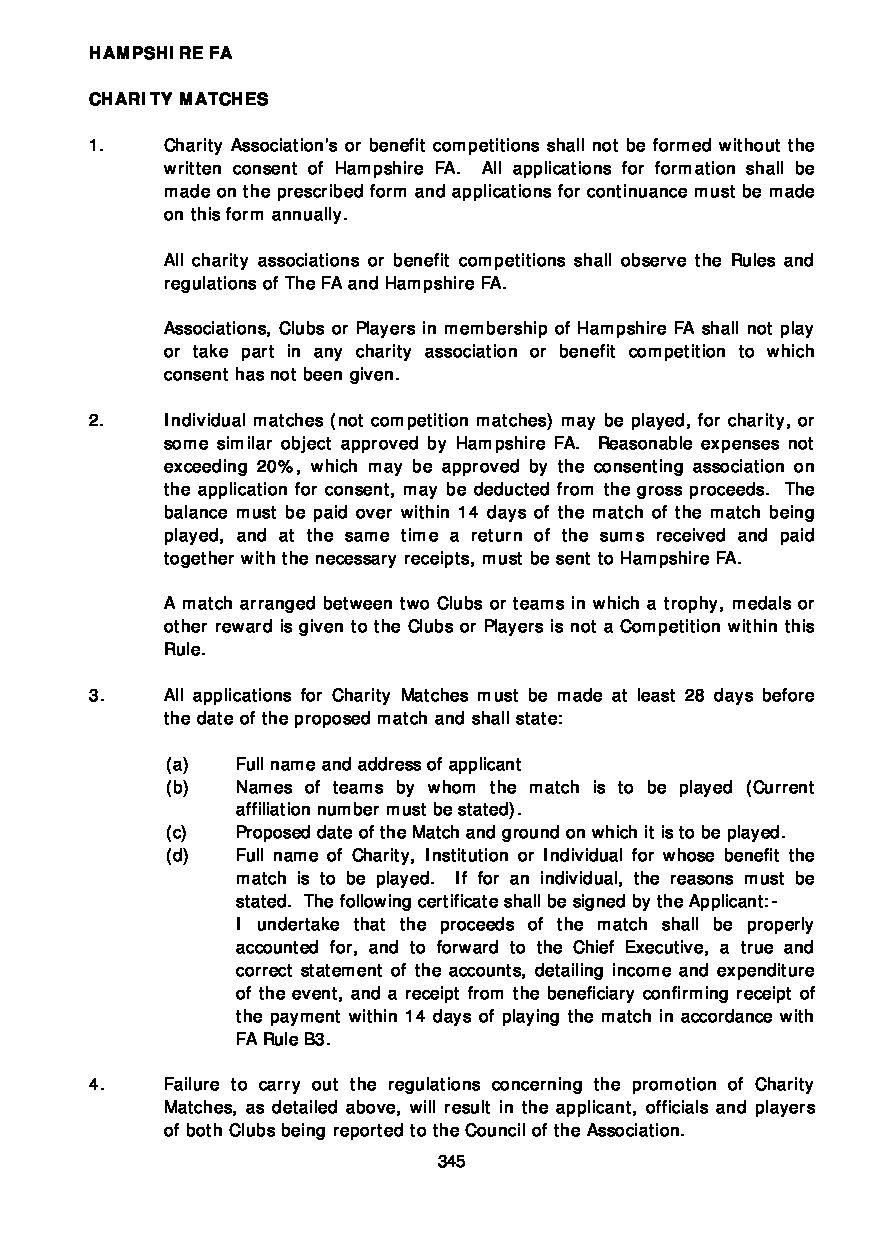 HAMPSHIRE FA
CHARITY MATCHES
1. Charity Association's or benefit competitions shall not be formed without the
written consent of Hampshire FA. All applications for formation shall be
made on the prescribed form and applications for continuance must be made
on this form annually.
All charity associations or benefit competitions shall observe the Rules and
regulations of The FA and Hampshire FA.
Associations, Clubs or Players in membership of Hampshire FA shall not play
or take part in any charity association or benefit competition to which
consent has not been given.
2. Individual matches (not competition matches) may be played, for charity, or
some similar object approved by Hampshire FA. Reasonable expenses not
exceeding 20%, which may be approved by the consenting association on
the application for consent, may be deducted from the gross proceeds. The
balance must be paid over within 14 days of the match of the match being
played, and at the same time a return of the sums received and paid
together with the necessary receipts, must be sent to Hampshire FA.
A match arranged between two Clubs or teams in which a trophy, medals or
other reward is given to the Clubs or Players is not a Competition within this
Rule.
3. All applications for Charity Matches must be made at least 28 days before
the date of the proposed match and shall state:
(a) Full name and address of applicant
(b) Names of teams by whom the match is to be played (Current
affiliation number must be stated).
(c) Proposed date of the Match and ground on which it is to be played.
(d) Full name of Charity, Institution or Individual for whose benefit the
match is to be played. If for an individual, the reasons must be
stated. The following certificate shall be signed by the Applicant:-
I undertake that the proceeds of the match shall be properly
accounted for, and to forward to the Chief Executive, a true and
correct statement of the accounts, detailing income and expenditure
of the event, and a receipt from the beneficiary confirming receipt of
the payment within 14 days of playing the match in accordance with
FA Rule B3.
4. Failure to carry out the regulations concerning the promotion of Charity
Matches, as detailed above, will result in the applicant, officials and players
of both Clubs being reported to the Council of the Association.
345